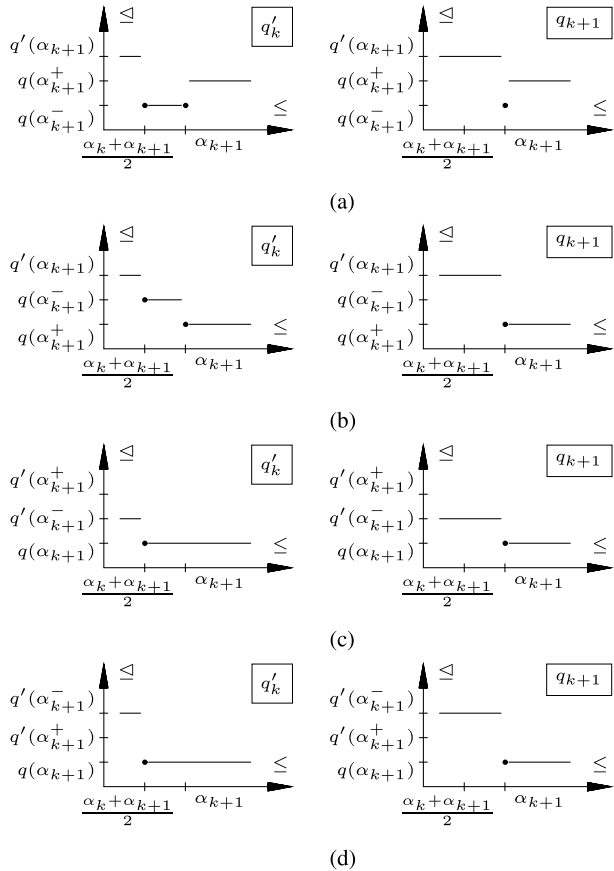 ⊴ q′ₖ ⊴ qₖ₊₁
q′(αₖ₊₁) q′(αₖ₊₁)
q(α⁺ₖ₊₁) q(α⁺ₖ₊₁)
q(α⁻ₖ₊₁) ≤ q(α⁻ₖ₊₁) ≤
(αₖ+αₖ₊₁)/2 αₖ₊₁ (αₖ+αₖ₊₁)/2 αₖ₊₁
(a)
⊴ q′ₖ ⊴ qₖ₊₁
q′(αₖ₊₁) q′(αₖ₊₁)
q(α⁻ₖ₊₁) q(α⁻ₖ₊₁)
q(α⁺ₖ₊₁) ≤ q(α⁺ₖ₊₁) ≤
(αₖ+αₖ₊₁)/2 αₖ₊₁ (αₖ+αₖ₊₁)/2 αₖ₊₁
(b)
⊴ q′ₖ ⊴ qₖ₊₁
q′(α⁺ₖ₊₁) q′(α⁺ₖ₊₁)
q′(α⁻ₖ₊₁) q′(α⁻ₖ₊₁)
q(αₖ₊₁) ≤ q(αₖ₊₁) ≤
(αₖ+αₖ₊₁)/2 αₖ₊₁ (αₖ+αₖ₊₁)/2 αₖ₊₁
(c)
⊴ q′ₖ ⊴ qₖ₊₁
q′(α⁻ₖ₊₁) q′(α⁻ₖ₊₁)
q′(α⁺ₖ₊₁) q′(α⁺ₖ₊₁)
q(αₖ₊₁) ≤ q(αₖ₊₁) ≤
(αₖ+αₖ₊₁)/2 αₖ₊₁ (αₖ+αₖ₊₁)/2 αₖ₊₁
(d)